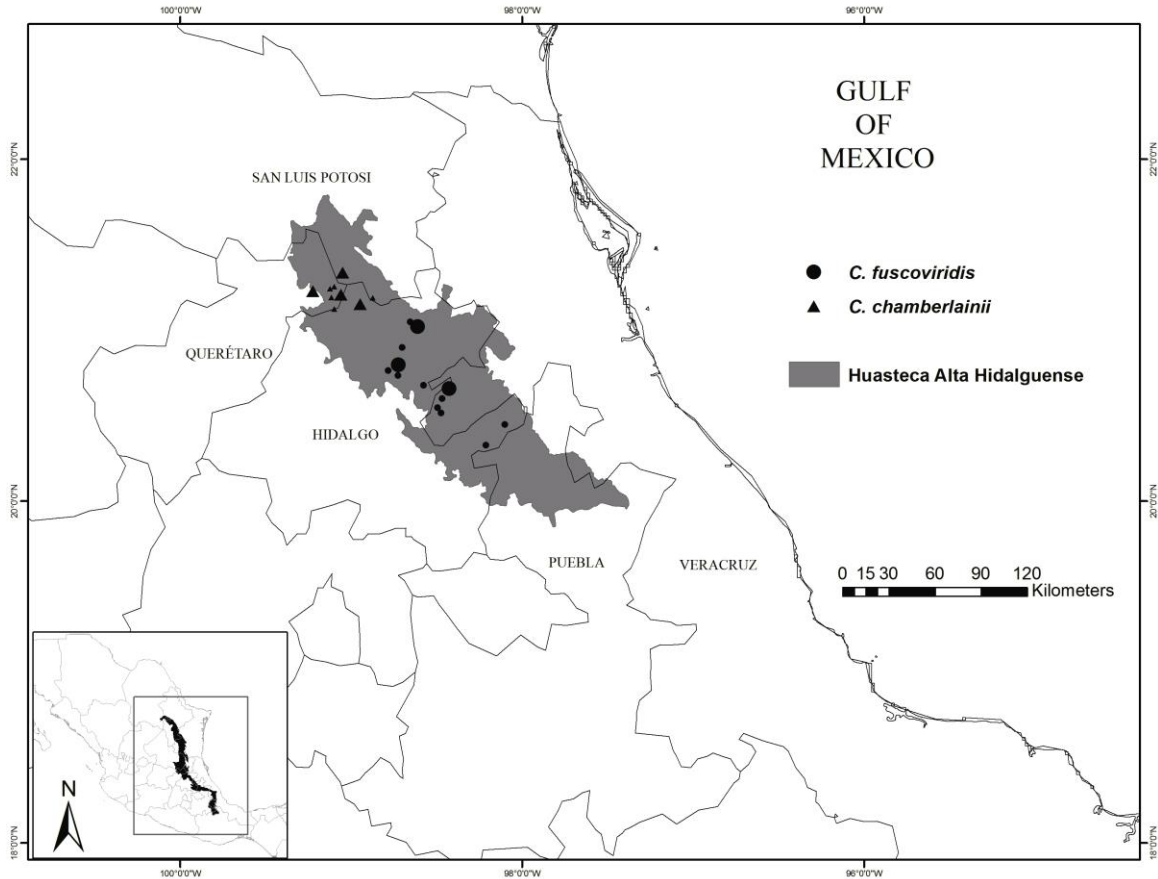 100°0'0"W
98°0'0"W
96°0'0"W
GULF
OF
MEXICO
22°0'0"N
22°0'0"N
SAN LUIS POTOSI
C. fuscoviridis
C. chamberlainii
QUERÉTARO
Huasteca Alta Hidalguense
HIDALGO
20°0'0"N
20°0'0"N
PUEBLA
VERACRUZ
0 15 30 60 90 120
Kilometers
N
18°0'0"N
18°0'0"N
100°0'0"W
98°0'0"W
96°0'0"W